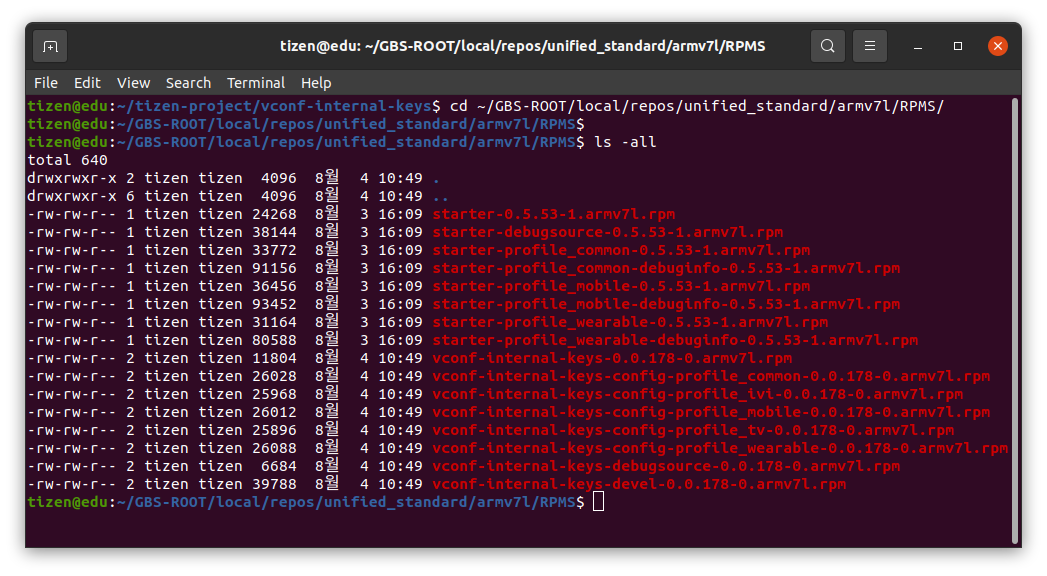 tizen@edu: ~/GBS-ROOT/local/repos/unified_standard/armv7l/RPMS
File Edit View Search Terminal Help
tizen@edu:~/tizen-project/vconf-internal-keys$ cd ~/GBS-ROOT/local/repos/unified_standard/armv7l/RPMS/
tizen@edu:~/GBS-ROOT/local/repos/unified_standard/armv7l/RPMS$
tizen@edu:~/GBS-ROOT/local/repos/unified_standard/armv7l/RPMS$ ls -all
total 640
drwxrwxr-x 2 tizen tizen  4096  8월  4 10:49 .
drwxrwxr-x 6 tizen tizen  4096  8월  4 10:49 ..
-rw-rw-r-- 1 tizen tizen 24268  8월  3 16:09 starter-0.5.53-1.armv7l.rpm
-rw-rw-r-- 1 tizen tizen 38144  8월  3 16:09 starter-debugsource-0.5.53-1.armv7l.rpm
-rw-rw-r-- 1 tizen tizen 33772  8월  3 16:09 starter-profile_common-0.5.53-1.armv7l.rpm
-rw-rw-r-- 1 tizen tizen 91156  8월  3 16:09 starter-profile_common-debuginfo-0.5.53-1.armv7l.rpm
-rw-rw-r-- 1 tizen tizen 36456  8월  3 16:09 starter-profile_mobile-0.5.53-1.armv7l.rpm
-rw-rw-r-- 1 tizen tizen 93452  8월  3 16:09 starter-profile_mobile-debuginfo-0.5.53-1.armv7l.rpm
-rw-rw-r-- 1 tizen tizen 31164  8월  3 16:09 starter-profile_wearable-0.5.53-1.armv7l.rpm
-rw-rw-r-- 1 tizen tizen 80588  8월  3 16:09 starter-profile_wearable-debuginfo-0.5.53-1.armv7l.rpm
-rw-rw-r-- 2 tizen tizen 11804  8월  4 10:49 vconf-internal-keys-0.0.178-0.armv7l.rpm
-rw-rw-r-- 2 tizen tizen 26028  8월  4 10:49 vconf-internal-keys-config-profile_common-0.0.178-0.armv7l.rpm
-rw-rw-r-- 2 tizen tizen 25968  8월  4 10:49 vconf-internal-keys-config-profile_ivi-0.0.178-0.armv7l.rpm
-rw-rw-r-- 2 tizen tizen 26012  8월  4 10:49 vconf-internal-keys-config-profile_mobile-0.0.178-0.armv7l.rpm
-rw-rw-r-- 2 tizen tizen 25896  8월  4 10:49 vconf-internal-keys-config-profile_tv-0.0.178-0.armv7l.rpm
-rw-rw-r-- 2 tizen tizen 26088  8월  4 10:49 vconf-internal-keys-config-profile_wearable-0.0.178-0.armv7l.rpm
-rw-rw-r-- 2 tizen tizen  6684  8월  4 10:49 vconf-internal-keys-debugsource-0.0.178-0.armv7l.rpm
-rw-rw-r-- 2 tizen tizen 39788  8월  4 10:49 vconf-internal-keys-devel-0.0.178-0.armv7l.rpm
tizen@edu:~/GBS-ROOT/local/repos/unified_standard/armv7l/RPMS$